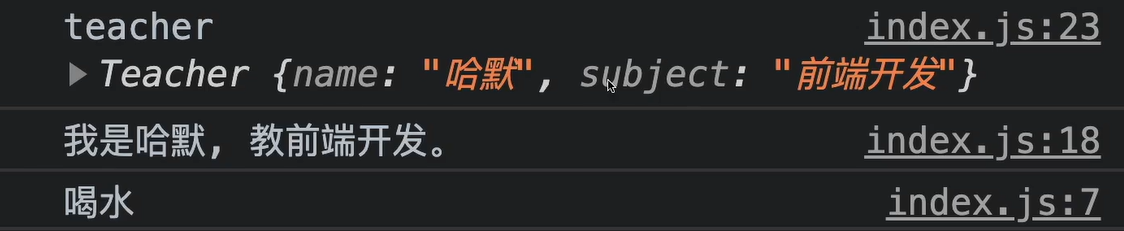 teacher index.js:23
▶ Teacher {name: "哈默", subject: "前端开发"}
我是哈默, 教前端开发。 index.js:18
喝水 index.js:7